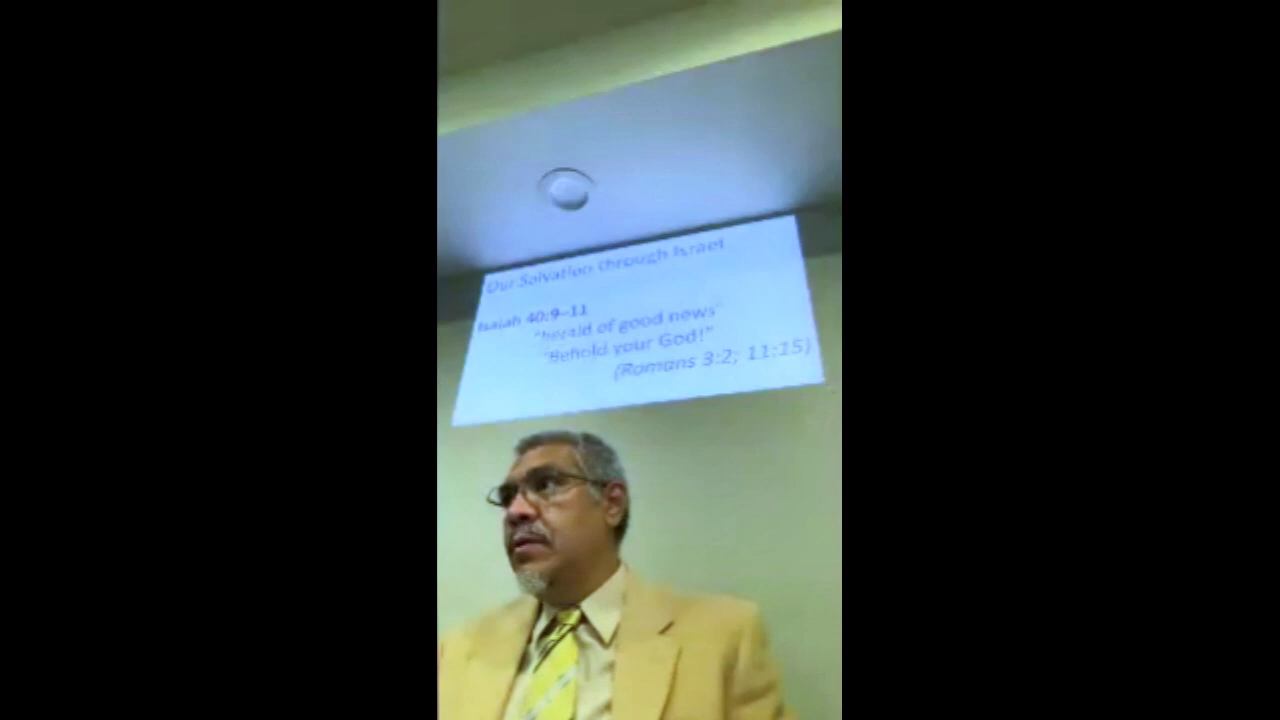 Our Salvation through Israel
Isaiah 40:9–11
"herald of good news"
"Behold your God!"
(Romans 3:2; 11:15)